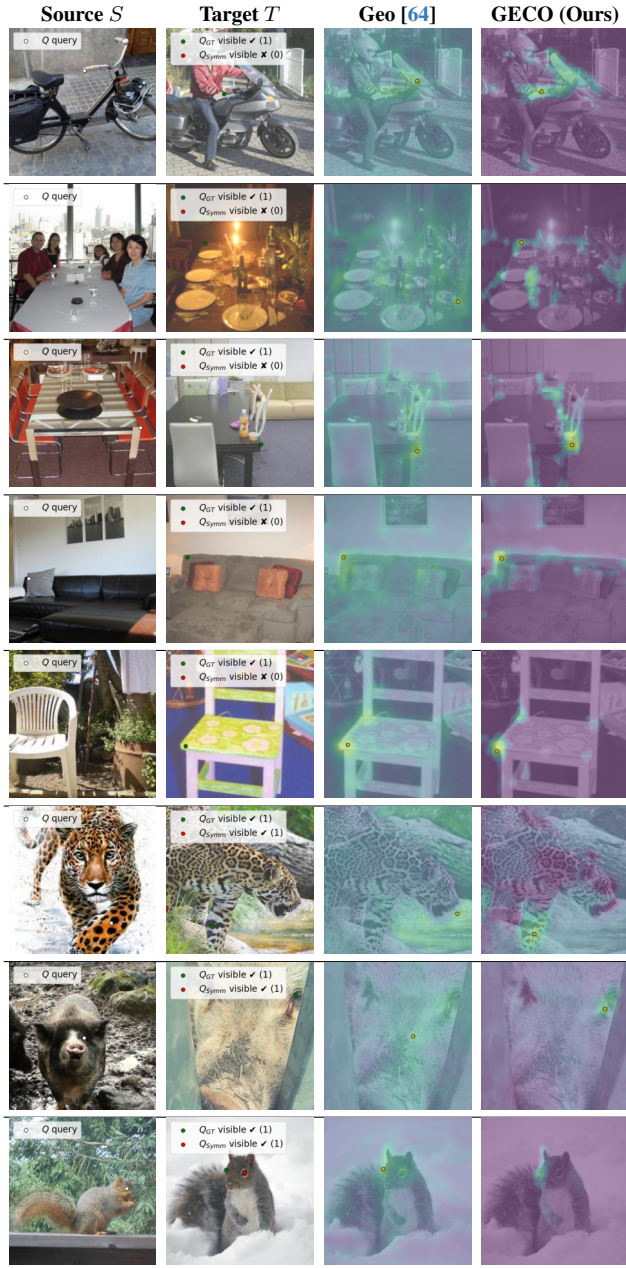 Source S Target T Geo [64] GECO (Ours)
Q query
Q_GT visible ✔ (1)
Q_Symm visible ✘ (0)
Q query
Q_GT visible ✔ (1)
Q_Symm visible ✘ (0)
Q query
Q_GT visible ✔ (1)
Q_Symm visible ✘ (0)
Q query
Q_GT visible ✔ (1)
Q_Symm visible ✘ (0)
Q query
Q_GT visible ✔ (1)
Q_Symm visible ✘ (0)
Q query
Q_GT visible ✔ (1)
Q_Symm visible ✔ (1)
Q query
Q_GT visible ✔ (1)
Q_Symm visible ✔ (1)
Q query
Q_GT visible ✔ (1)
Q_Symm visible ✔ (1)